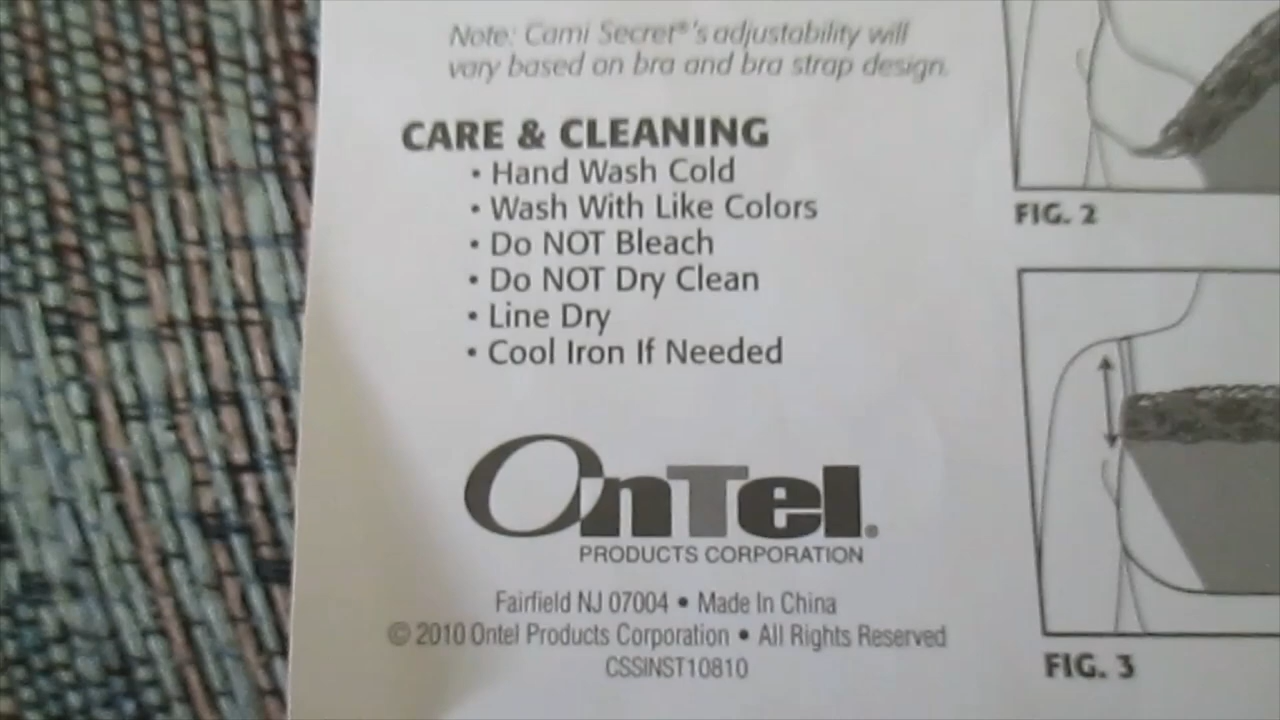 Note: Cami Secret®'s adjustability will
vary based on bra and bra strap design.
CARE & CLEANING
• Hand Wash Cold
• Wash With Like Colors
• Do NOT Bleach
• Do NOT Dry Clean
• Line Dry
• Cool Iron If Needed
OnTel®
PRODUCTS CORPORATION
Fairfield NJ 07004 • Made In China
© 2010 Ontel Products Corporation • All Rights Reserved
CSSINST10810
FIG. 2
FIG. 3